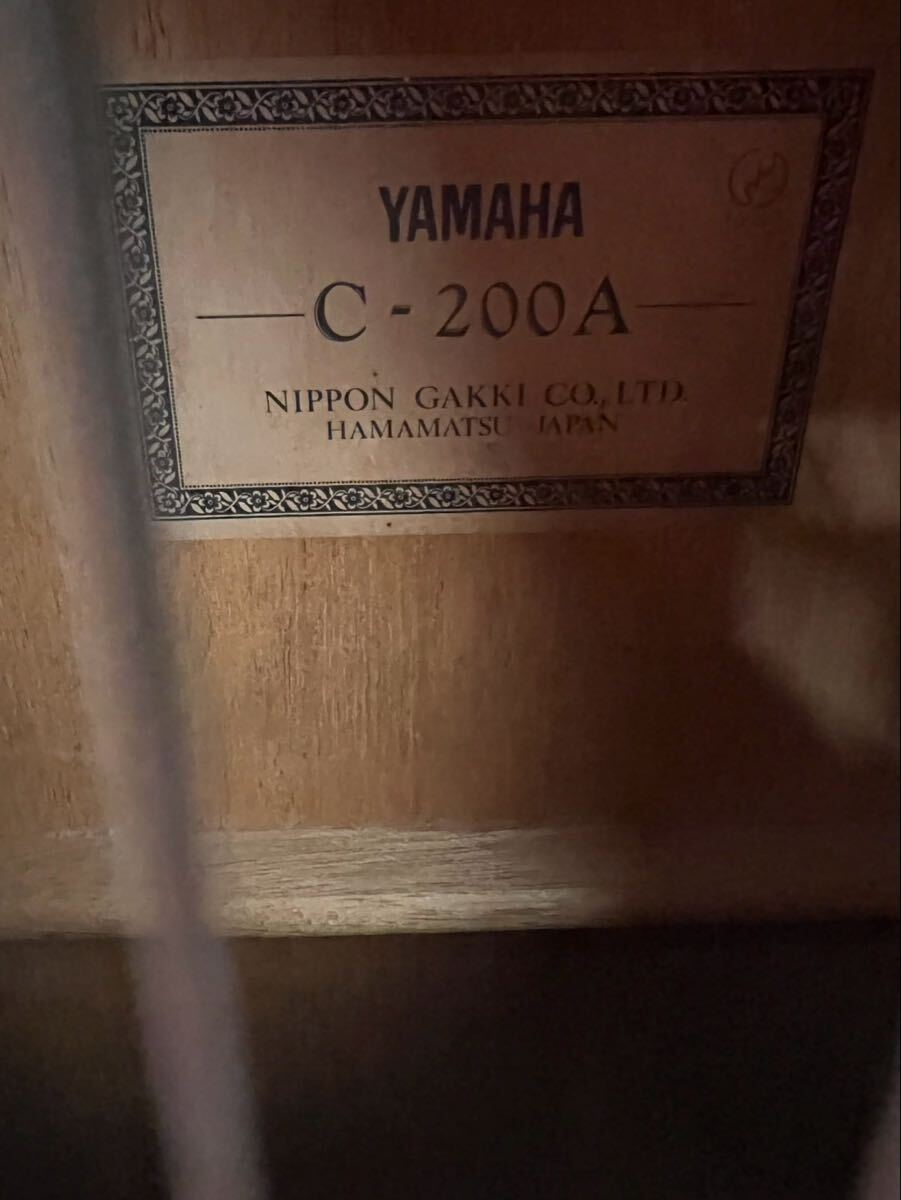 YAMAHA
C-200A
NIPPON GAKKI CO., LTD.
HAMAMATSU JAPAN